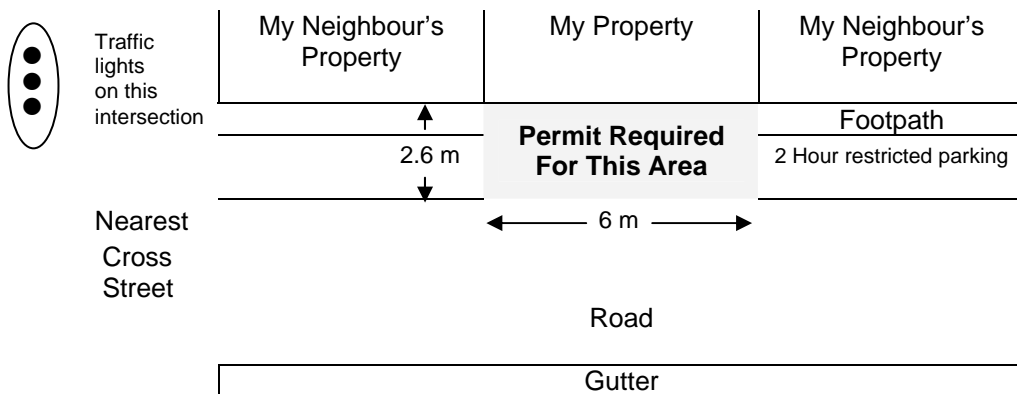 Traffic
lights
on this
intersection
My Neighbour's
Property
My Property
My Neighbour's
Property
Footpath
2.6 m
Permit Required
For This Area
2 Hour restricted parking
Nearest
Cross
Street
6 m
Road
Gutter